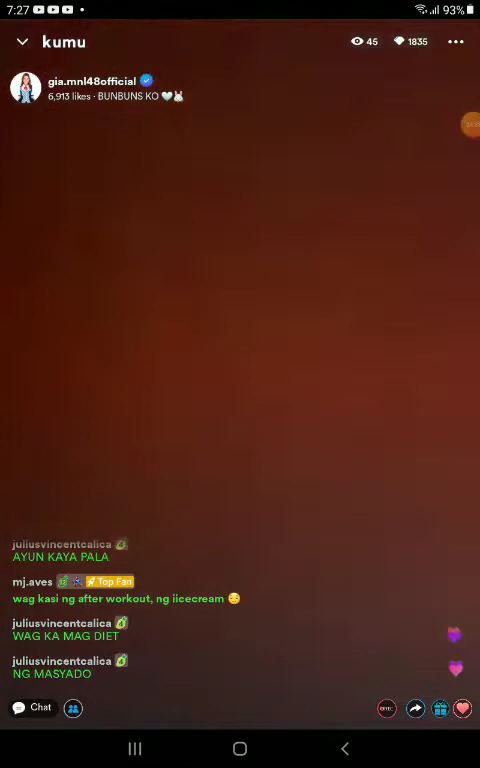 7:27
93%
kumu
45
1835
gia.mnl48official
6,913 likes · BUNBUNS KO 🤍🐰
juliusvincentcalica
AYUN KAYA PALA
mj.aves Top Fan
wag kasi ng after workout, ng iicecream 😔
juliusvincentcalica
WAG KA MAG DIET
juliusvincentcalica
NG MASYADO
Chat